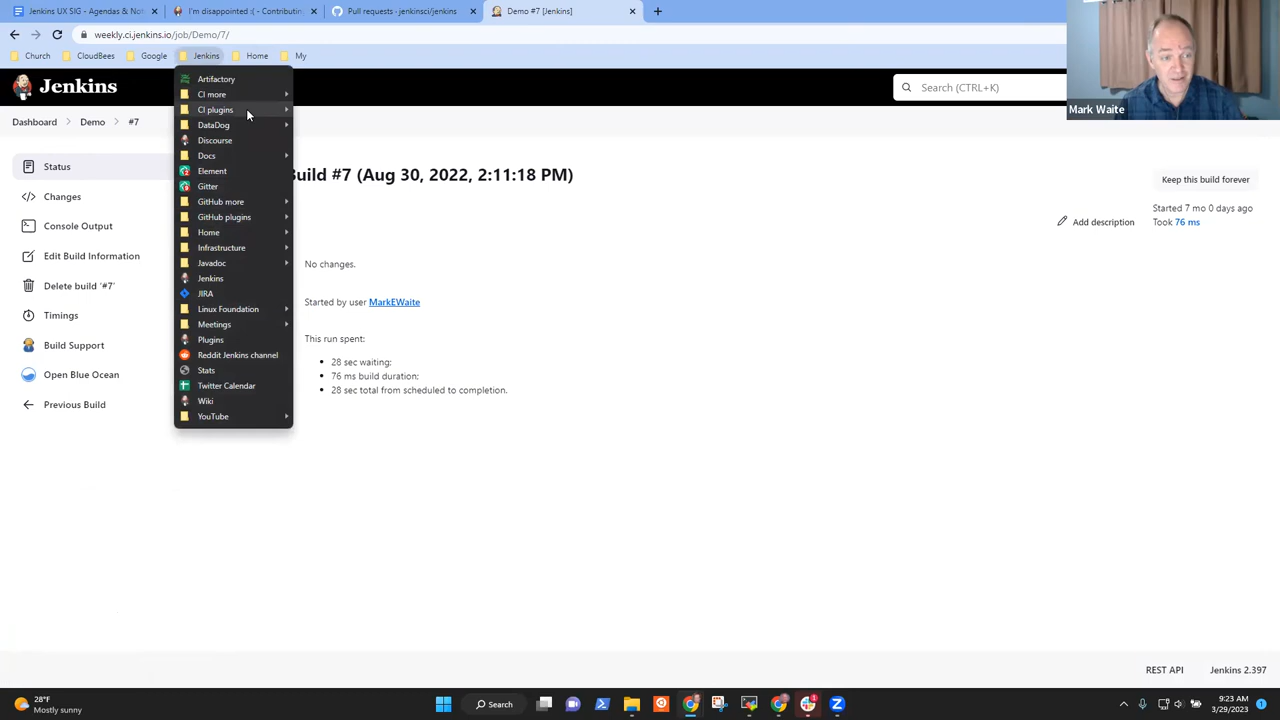 Jenkins UX SIG - Agendas & Not
I'm disappointed :( - Contributin
Pull requests - jenkinsci/jenkins
Demo #7 [Jenkins]
weekly.ci.jenkins.io/job/Demo/7/
Church
CloudBees
Google
Jenkins
Home
My
Jenkins
Search (CTRL+K)
Mark Waite
Dashboard
Demo
#7
Status
Changes
Console Output
Edit Build Information
Delete build '#7'
Timings
Build Support
Open Blue Ocean
Previous Build
Artifactory
CI more
CI plugins
DataDog
Discourse
Docs
Element
Gitter
GitHub more
GitHub plugins
Home
Infrastructure
Javadoc
Jenkins
JIRA
Linux Foundation
Meetings
Plugins
Reddit Jenkins channel
Stats
Twitter Calendar
Wiki
YouTube
Build #7 (Aug 30, 2022, 2:11:18 PM)
Keep this build forever
Started 7 mo 0 days ago
Took 76 ms
Add description
No changes.
Started by user MarkEWaite
This run spent:
28 sec waiting;
76 ms build duration;
28 sec total from scheduled to completion.
REST API
Jenkins 2.397
28°F
Mostly sunny
Search
9:23 AM
3/29/2023